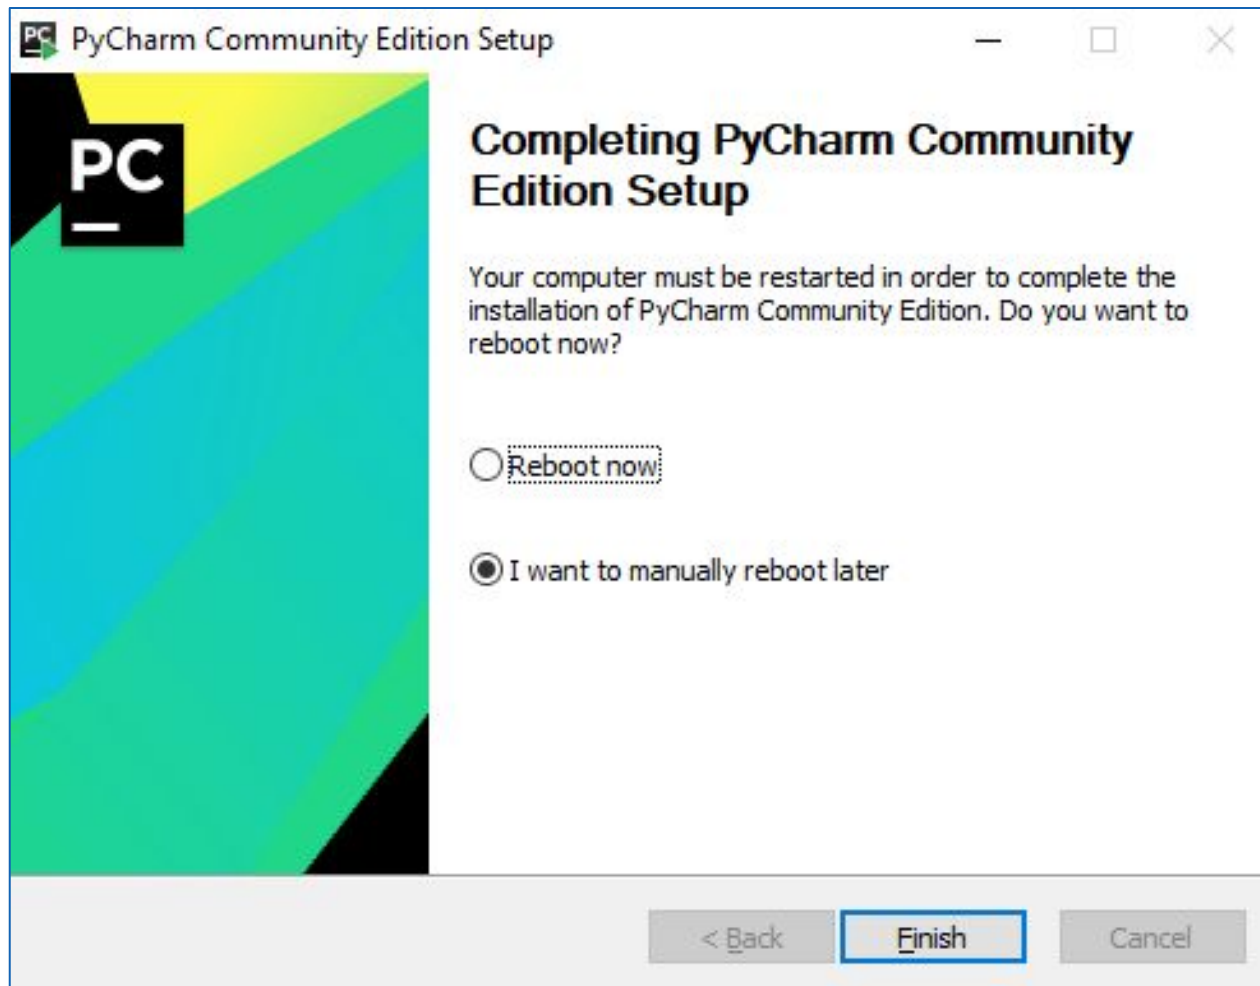 PyCharm Community Edition Setup
PC
Completing PyCharm Community
Edition Setup
Your computer must be restarted in order to complete the
installation of PyCharm Community Edition. Do you want to
reboot now?
Reboot now
I want to manually reboot later
< Back
Finish
Cancel